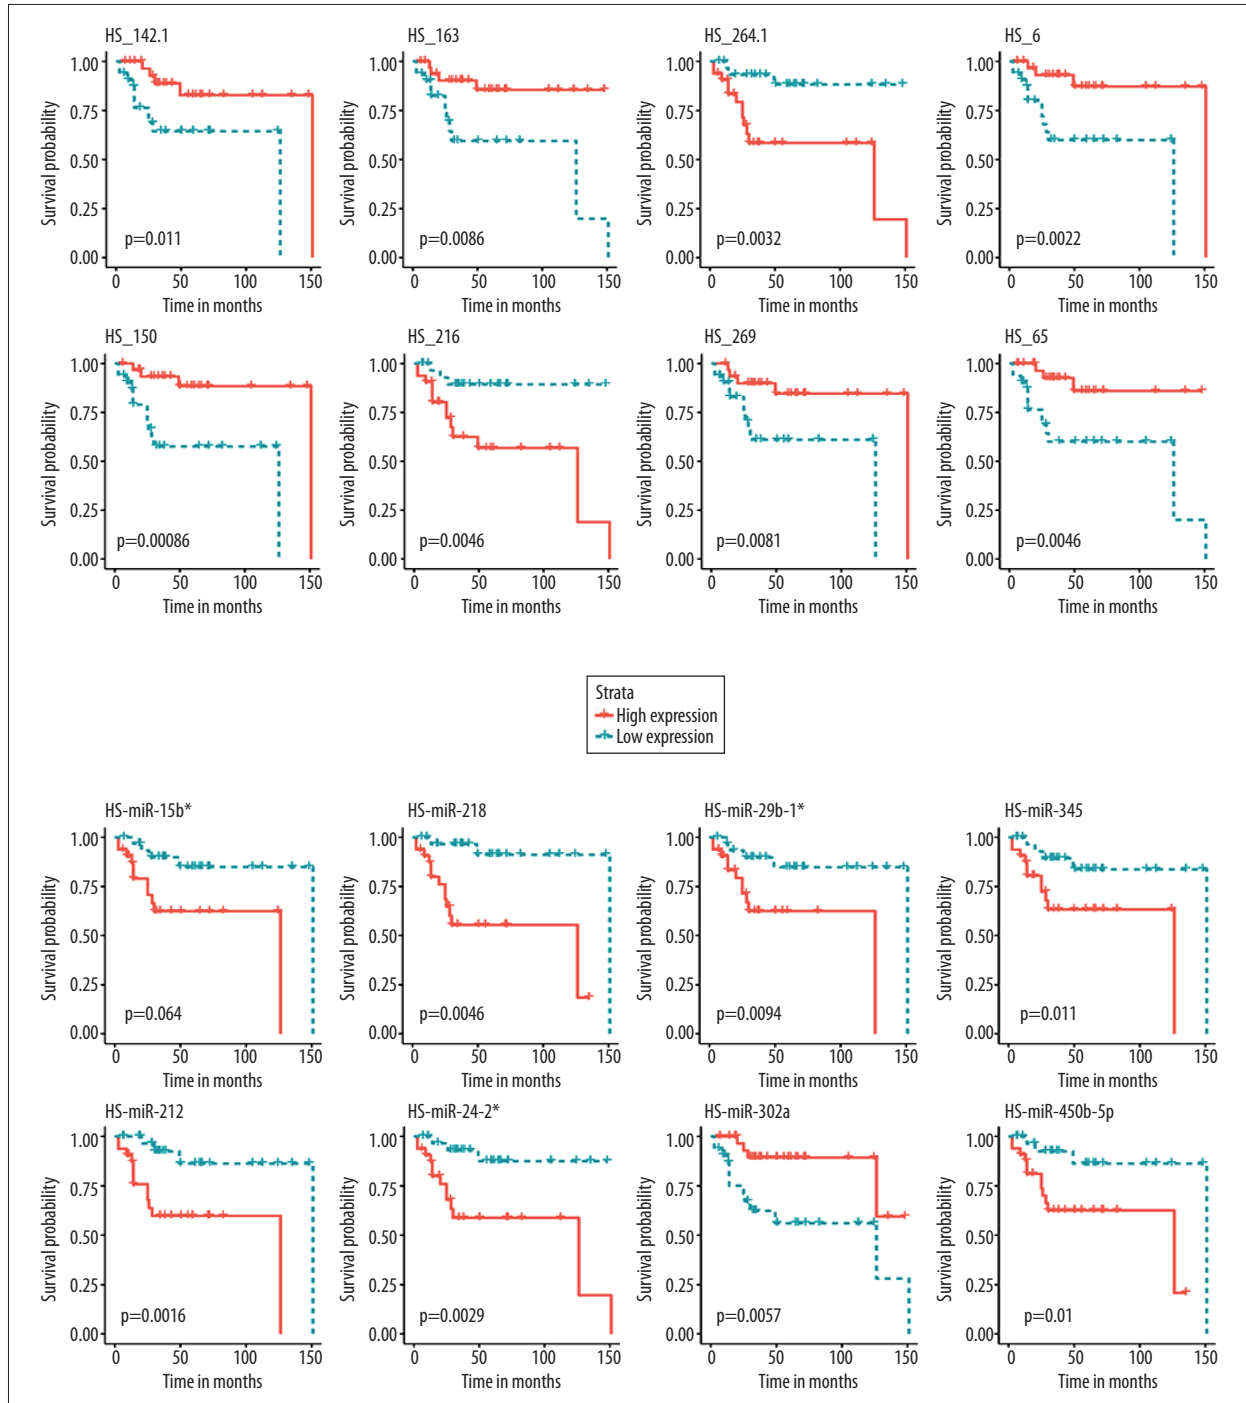 HS_142.1
HS_163
HS_264.1
HS_6
Survival probability
1.00
0.75
0.50
0.25
0.00
p=0.011
0 50 100 150
Time in months
Survival probability
1.00
0.75
0.50
0.25
0.00
p=0.0086
0 50 100 150
Time in months
Survival probability
1.00
0.75
0.50
0.25
0.00
p=0.0032
0 50 100 150
Time in months
Survival probability
1.00
0.75
0.50
0.25
0.00
p=0.0022
0 50 100 150
Time in months
HS_150
HS_216
HS_269
HS_65
Survival probability
1.00
0.75
0.50
0.25
0.00
p=0.00086
0 50 100 150
Time in months
Survival probability
1.00
0.75
0.50
0.25
0.00
p=0.0046
0 50 100 150
Time in months
Survival probability
1.00
0.75
0.50
0.25
0.00
p=0.0081
0 50 100 150
Time in months
Survival probability
1.00
0.75
0.50
0.25
0.00
p=0.0046
0 50 100 150
Time in months
Strata
High expression
Low expression
HS-miR-15b*
HS-miR-218
HS-miR-29b-1*
HS-miR-345
Survival probability
1.00
0.75
0.50
0.25
0.00
p=0.064
0 50 100 150
Time in months
Survival probability
1.00
0.75
0.50
0.25
0.00
p=0.0046
0 50 100 150
Time in months
Survival probability
1.00
0.75
0.50
0.25
0.00
p=0.0094
0 50 100 150
Time in months
Survival probability
1.00
0.75
0.50
0.25
0.00
p=0.011
0 50 100 150
Time in months
HS-miR-212
HS-miR-24-2*
HS-miR-302a
HS-miR-450b-5p
Survival probability
1.00
0.75
0.50
0.25
0.00
p=0.0016
0 50 100 150
Time in months
Survival probability
1.00
0.75
0.50
0.25
0.00
p=0.0029
0 50 100 150
Time in months
Survival probability
1.00
0.75
0.50
0.25
0.00
p=0.0057
0 50 100 150
Time in months
Survival probability
1.00
0.75
0.50
0.25
0.00
p=0.01
0 50 100 150
Time in months